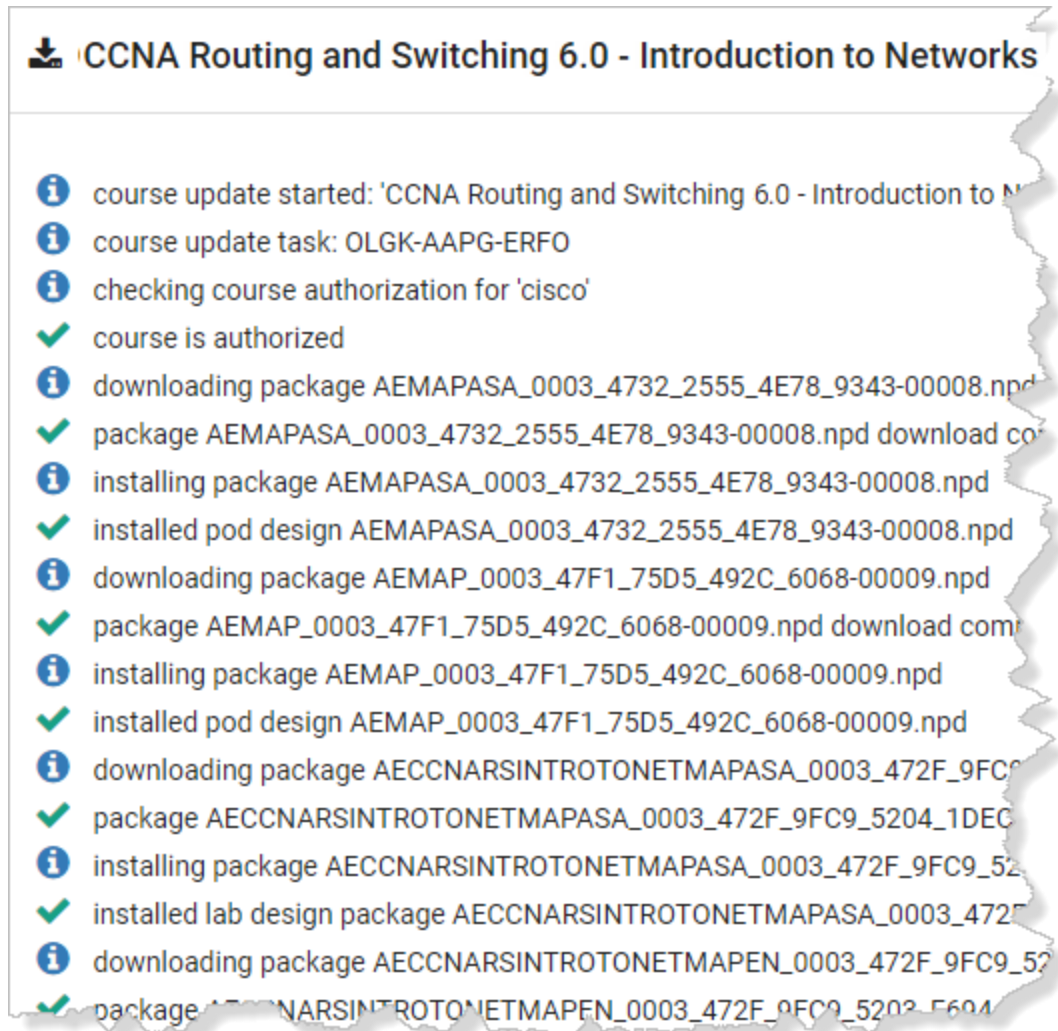 CCNA Routing and Switching 6.0 - Introduction to Networks
course update started: 'CCNA Routing and Switching 6.0 - Introduction to
course update task: OLGK-AAPG-ERFO
checking course authorization for 'cisco'
course is authorized
downloading package AEMAPASA_0003_4732_2555_4E78_9343-00008.npd
package AEMAPASA_0003_4732_2555_4E78_9343-00008.npd download
installing package AEMAPASA_0003_4732_2555_4E78_9343-00008.npd
installed pod design AEMAPASA_0003_4732_2555_4E78_9343-00008.npd
downloading package AEMAP_0003_47F1_75D5_492C_6068-00009.npd
package AEMAP_0003_47F1_75D5_492C_6068-00009.npd download
installing package AEMAP_0003_47F1_75D5_492C_6068-00009.npd
installed pod design AEMAP_0003_47F1_75D5_492C_6068-00009.npd
downloading package AECCNARSINTROTONETMAPASA_0003_472F_9FC9
package AECCNARSINTROTONETMAPASA_0003_472F_9FC9_5204_1DEC
installing package AECCNARSINTROTONETMAPASA_0003_472F_9FC9_52
installed lab design package AECCNARSINTROTONETMAPASA_0003_472F
downloading package AECCNARSINTROTONETMAPEN_0003_472F_9FC9_52
package